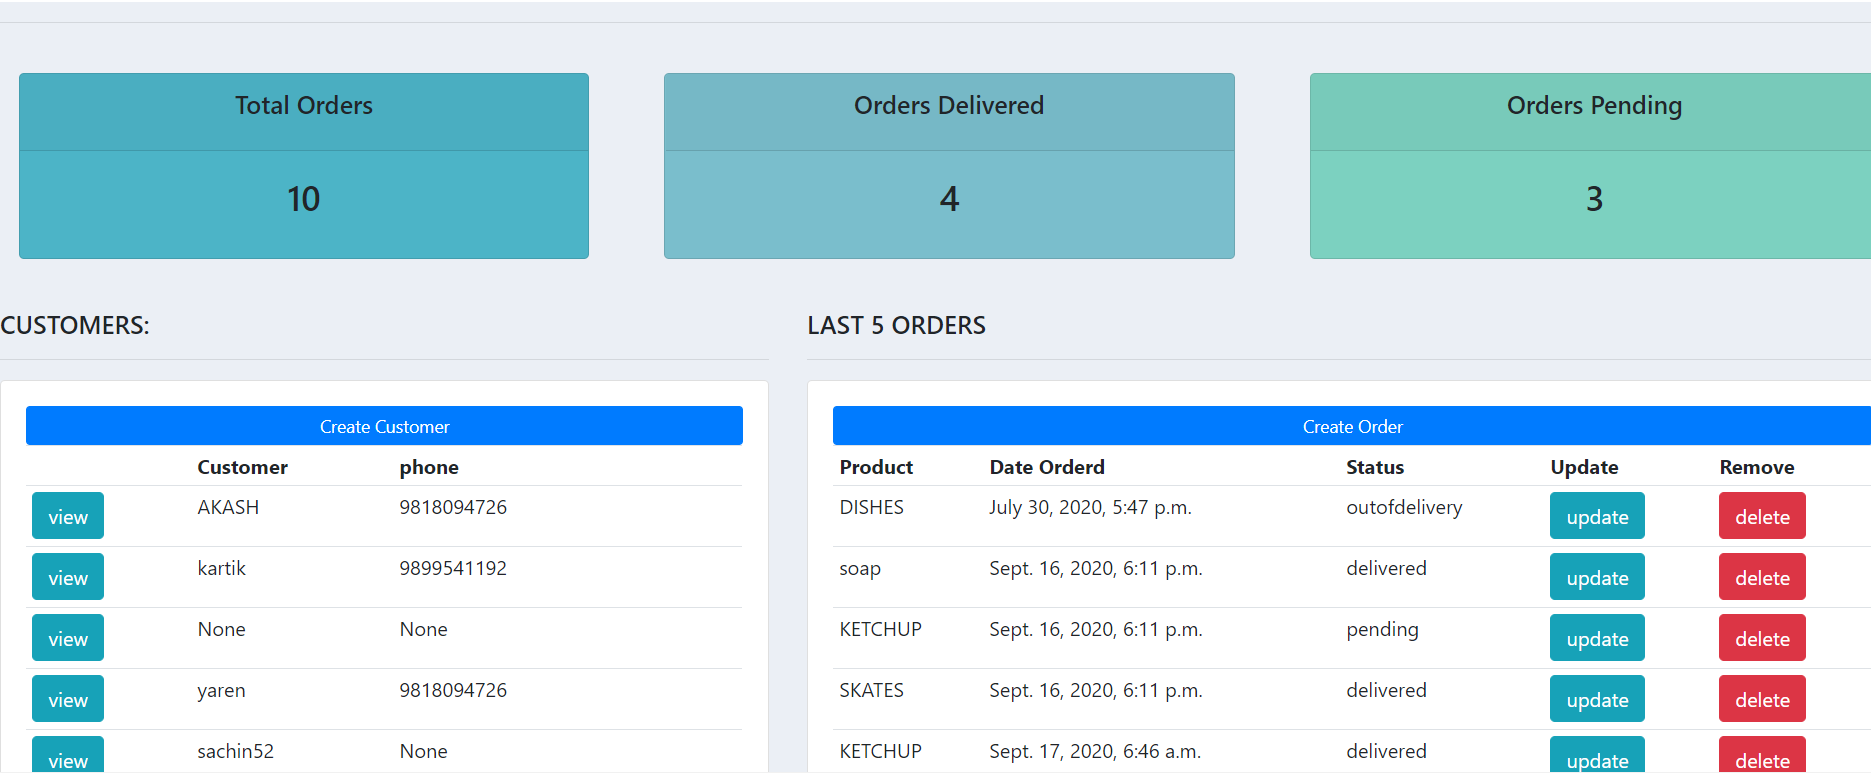 Total Orders
10
Orders Delivered
4
Orders Pending
3
CUSTOMERS:
Create Customer
Customer phone
view AKASH 9818094726
view kartik 9899541192
view None None
view yaren 9818094726
view sachin52 None
LAST 5 ORDERS
Create Order
Product Date Orderd Status Update Remove
DISHES July 30, 2020, 5:47 p.m. outofdelivery update delete
soap Sept. 16, 2020, 6:11 p.m. delivered update delete
KETCHUP Sept. 16, 2020, 6:11 p.m. pending update delete
SKATES Sept. 16, 2020, 6:11 p.m. delivered update delete
KETCHUP Sept. 17, 2020, 6:46 a.m. delivered update delete